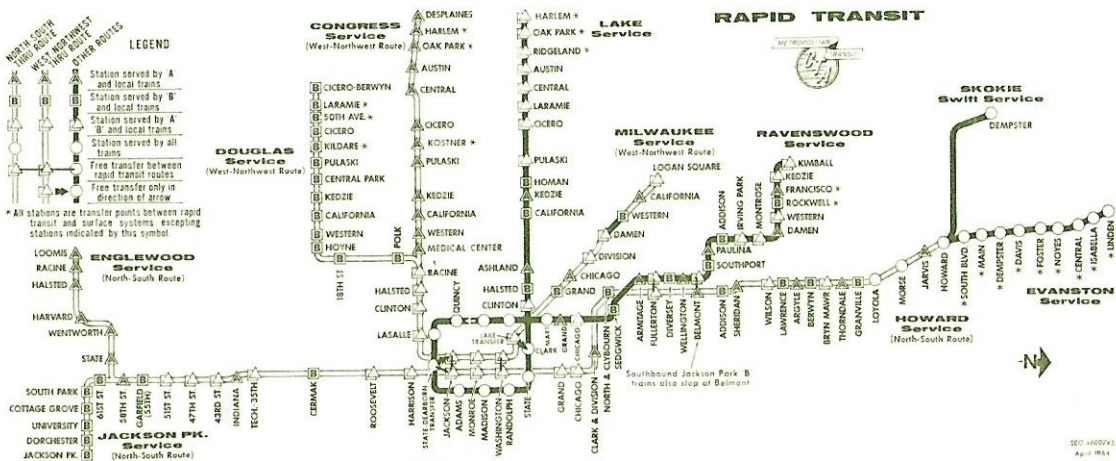 RAPID TRANSIT
METROPOLITAN
TRANSIT
CTA
LEGEND
NORTH SOUTH
THRU ROUTE
WEST-NORTHWEST
THRU ROUTE
OTHER ROUTES
Station served by 'A'
and local trains
Station served by 'B'
and local trains
Station served by 'A'
'B' and local trains
Station served by all
trains
Free transfer between
rapid transit routes
Free transfer only in
direction of arrow
* All stations are transfer points between rapid
transit and surface systems excepting
stations indicated by this symbol
CONGRESS
Service
(West-Northwest Route)
DESPLAINES
HARLEM *
OAK PARK *
AUSTIN
CENTRAL
CICERO
KOSTNER *
PULASKI
KEDZIE
CALIFORNIA
WESTERN
MEDICAL CENTER
RACINE
HALSTED
CLINTON
LASALLE
DOUGLAS
Service
(West-Northwest Route)
CICERO-BERWYN
LARAMIE *
50TH AVE. *
CICERO
KILDARE *
PULASKI
CENTRAL PARK
KEDZIE
CALIFORNIA
WESTERN
HOYNE
18TH ST
POLK
LAKE
Service
HARLEM *
OAK PARK *
RIDGELAND *
AUSTIN
CENTRAL
LARAMIE
CICERO
PULASKI
HOMAN
KEDZIE
CALIFORNIA
ASHLAND
HALSTED
CLINTON
MILWAUKEE
Service
(West-Northwest Route)
LOGAN SQUARE
CALIFORNIA
WESTERN
DAMEN
DIVISION
CHICAGO
GRAND
RAVENSWOOD
Service
KIMBALL
KEDZIE
FRANCISCO *
ROCKWELL *
WESTERN
DAMEN
MONTROSE
IRVING PARK
ADDISON
PAULINA
SOUTHPORT
SKOKIE
Swift Service
DEMPSTER
ENGLEWOOD
Service
(North-South Route)
LOOMIS
RACINE
HALSTED
HARVARD
WENTWORTH
STATE
JACKSON PK.
Service
(North-South Route)
SOUTH PARK
COTTAGE GROVE
UNIVERSITY
DORCHESTER
JACKSON PK.
61ST ST.
58TH ST.
GARFIELD
(55TH)
51ST ST.
47TH ST.
43RD ST.
INDIANA
TECH-35TH
CERMAK
ROOSEVELT
HARRISON
STATE-DEARBORN
TRANSFER
JACKSON
ADAMS
MONROE
MADISON
WASHINGTON
RANDOLPH
STATE
QUINCY
LAKE
TRANSFER
CLARK
MART
GRAND
CHICAGO
GRAND
CHICAGO
CLARK & DIVISION
NORTH & CLYBOURN
SEDGWICK
ARMITAGE
FULLERTON
DIVERSEY
WELLINGTON
BELMONT
ADDISON
SHERIDAN
WILSON
LAWRENCE
ARGYLE
BERWYN
BRYN MAWR
THORNDALE
GRANVILLE
LOYOLA
MORSE
JARVIS
HOWARD
* SOUTH BLVD.
* MAIN
* DEMPSTER
* DAVIS
* FOSTER
* NOYES
* CENTRAL
* ISABELLA
* LINDEN
EVANSTON
Service
HOWARD
Service
(North-South Route)
Southbound Jackson Park 'B'
trains also stop at Belmont
N
April 1964